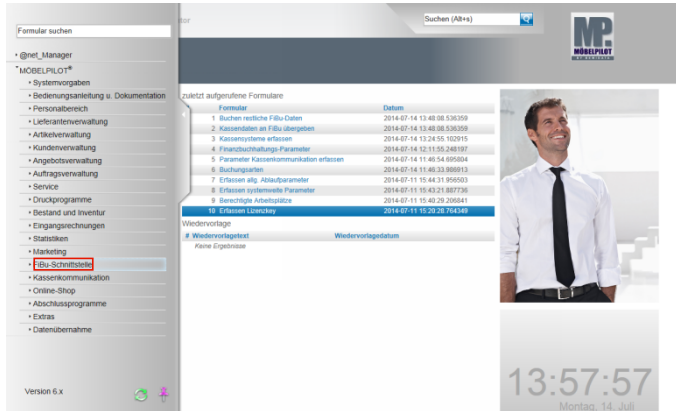 tor
Suchen (Alt+s)
MP.
MÖBELPILOT
Formular suchen
@net_Manager
MÖBELPILOT®
Systemvorgaben
Bedienungsanleitung u. Dokumentation
Personalbereich
Lieferantenverwaltung
Artikelverwaltung
Kundenverwaltung
Angebotsverwaltung
Auftragsverwaltung
Service
Druckprogramme
Bestand und Inventur
Eingangsrechnungen
Statistiken
Marketing
FiBu-Schnittstelle
Kassenkommunikation
Online-Shop
Abschlussprogramme
Extras
Datenübernahme
Version 6.x
zuletzt aufgerufene Formulare
Formular Datum
1 Buchen restliche FiBu-Daten 2014-07-14 13:48:08.536359
2 Kassendaten an FiBu übergeben 2014-07-14 13:48:08.536359
3 Kassensysteme erfassen 2014-07-14 13:24:55.102915
4 Finanzbuchhaltungs-Parameter 2014-07-14 12:11:55.248197
5 Parameter Kassenkommunikation erfassen 2014-07-14 11:46:54.695804
6 Buchungsarten 2014-07-14 11:46:33.986913
7 Erfassen allg. Ablaufparameter 2014-07-11 15:44:31.956503
8 Erfassen systemweite Parameter 2014-07-11 15:43:21.887736
9 Berechtigte Arbeitsplätze 2014-07-11 15:40:29.206841
10 Erfassen Lizenzkey 2014-07-11 15:20:28.764349
Wiedervorlage
# Wiedervorlagetext Wiedervorlagedatum
Keine Ergebnisse
13:57:57
Montag, 14. Juli